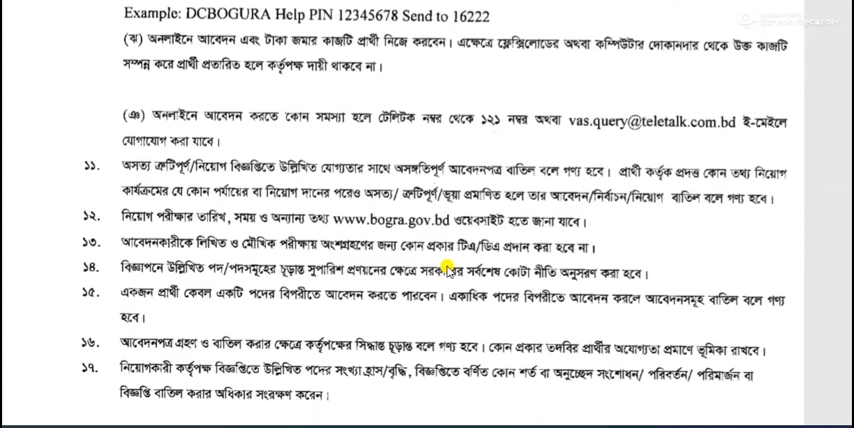 Example: DCBOGURA Help PIN 12345678 Send to 16222
(ঝ) অনলাইনে আবেদন এবং টাকা জমার কাজটি প্রার্থী নিজে করবেন। এক্ষেত্রে ফ্লেক্সিলোডের অথবা কম্পিউটার দোকানদার থেকে উক্ত কাজটি
সম্পন্ন করে প্রার্থী প্রতারিত হলে কর্তৃপক্ষ দায়ী থাকবে না।
(ঞ) অনলাইনে আবেদন করতে কোন সমস্যা হলে টেলিটক নম্বর থেকে ১২১ নম্বর অথবা vas.query@teletalk.com.bd ই-মেইলে
যোগাযোগ করা যাবে।
১১. অসত্য ত্রুটিপূর্ণ/নিয়োগ বিজ্ঞপ্তিতে উল্লিখিত যোগ্যতার সাথে অসঙ্গতিপূর্ণ আবেদনপত্র বাতিল বলে গণ্য হবে। প্রার্থী কর্তৃক প্রদত্ত কোন তথ্য নিয়োগ
কার্যক্রমের যে কোন পর্যায়ের বা নিয়োগ দানের পরেও অসত্য/ ত্রুটিপূর্ণ/ভূয়া প্রমাণিত হলে তার আবেদন/নির্বাচন/নিয়োগ বাতিল বলে গণ্য হবে।
১২. নিয়োগ পরীক্ষার তারিখ, সময় ও অন্যান্য তথ্য www.bogra.gov.bd ওয়েবসাইট হতে জানা যাবে।
১৩. আবেদনকারীকে লিখিত ও মৌখিক পরীক্ষায় অংশগ্রহণের জন্য কোন প্রকার টিএ/ডিএ প্রদান করা হবে না।
১৪. বিজ্ঞাপনে উল্লিখিত পদ/পদসমূহের চূড়ান্ত সুপারিশ প্রণয়নের ক্ষেত্রে সরকারের সর্বশেষ কোটা নীতি অনুসরণ করা হবে।
১৫. একজন প্রার্থী কেবল একটি পদের বিপরীতে আবেদন করতে পারবেন। একাধিক পদের বিপরীতে আবেদন করলে আবেদনসমূহ বাতিল বলে গণ্য
হবে।
১৬. আবেদনপত্র গ্রহণ ও বাতিল করার ক্ষেত্রে কর্তৃপক্ষের সিদ্ধান্ত চূড়ান্ত বলে গণ্য হবে। কোন প্রকার তদবির প্রার্থীর অযোগ্যতা প্রমাণে ভূমিকা রাখবে।
১৭. নিয়োগকারী কর্তৃপক্ষ বিজ্ঞপ্তিতে উল্লিখিত পদের সংখ্যা হ্রাস/বৃদ্ধি, বিজ্ঞপ্তিতে বর্ণিত কোন শর্ত বা অনুচ্ছেদ সংশোধন/ পরিবর্তন/ পরিমার্জন বা
বিজ্ঞপ্তি বাতিল করার অধিকার সংরক্ষণ করেন।
Screen Recorder